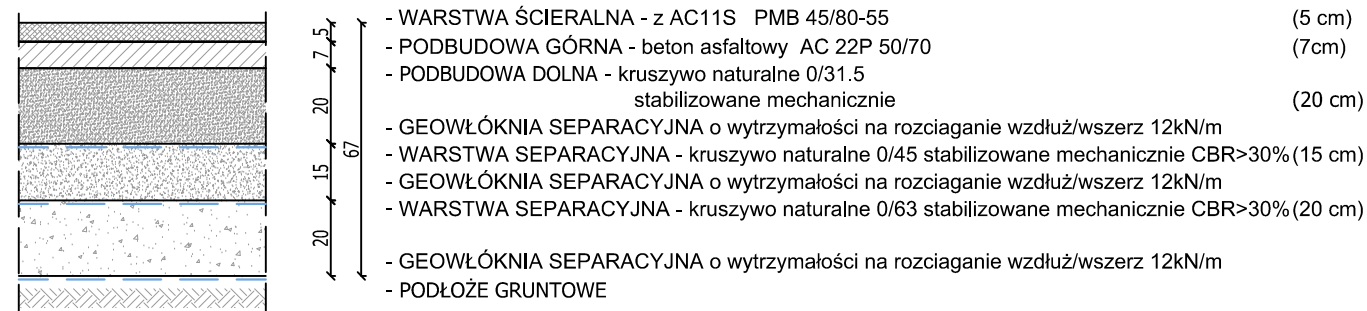 - WARSTWA ŚCIERALNA - z AC11S PMB 45/80-55 (5 cm)
- PODBUDOWA GÓRNA - beton asfaltowy AC 22P 50/70 (7cm)
- PODBUDOWA DOLNA - kruszywo naturalne 0/31.5
stabilizowane mechanicznie (20 cm)
- GEOWŁÓKNIA SEPARACYJNA o wytrzymałości na rozciaganie wzdłuż/wszerz 12kN/m
- WARSTWA SEPARACYJNA - kruszywo naturalne 0/45 stabilizowane mechanicznie CBR>30% (15 cm)
- GEOWŁÓKNIA SEPARACYJNA o wytrzymałości na rozciaganie wzdłuż/wszerz 12kN/m
- WARSTWA SEPARACYJNA - kruszywo naturalne 0/63 stabilizowane mechanicznie CBR>30% (20 cm)
- GEOWŁÓKNIA SEPARACYJNA o wytrzymałości na rozciaganie wzdłuż/wszerz 12kN/m
- PODŁOŻE GRUNTOWE
5
7
20
15
20
67